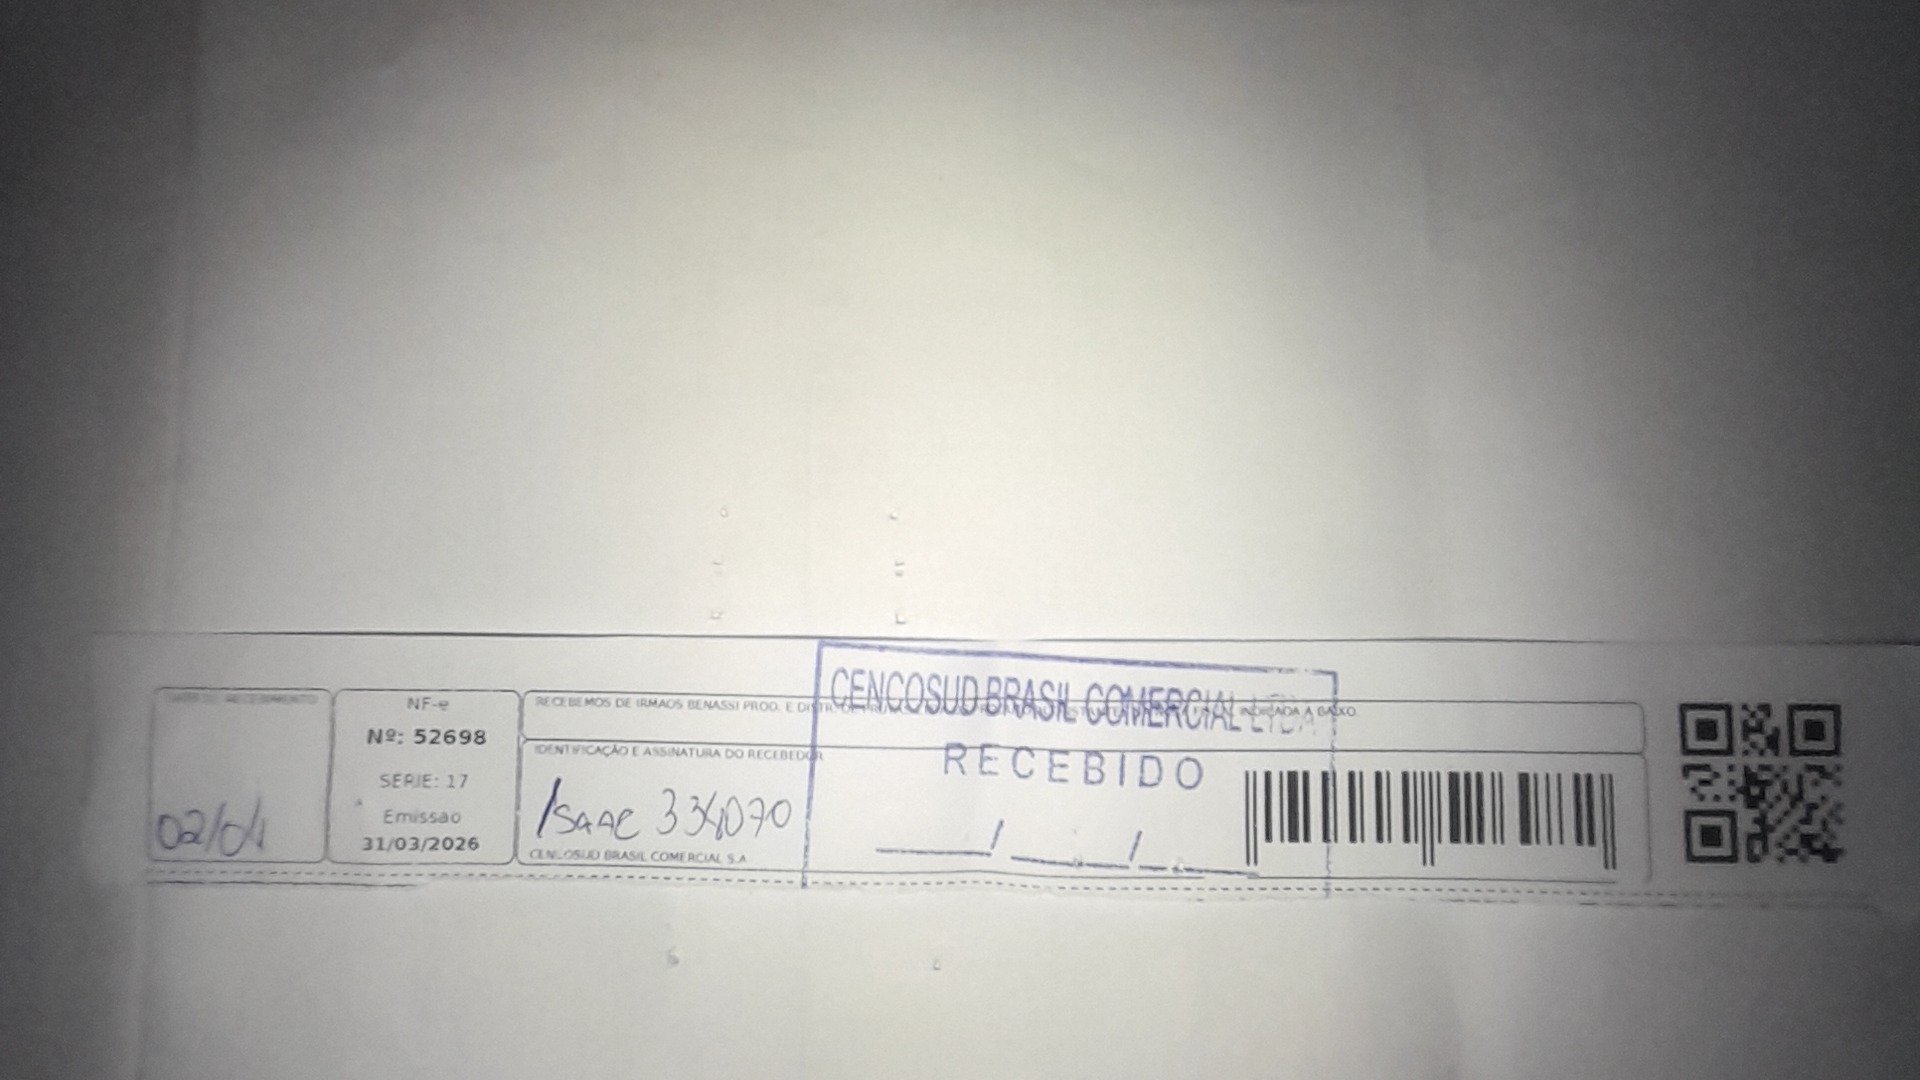 NF-e
Nº: 52698
SERIE: 17
Emissao
31/03/2026
02/04
RECEBEMOS DE IRMAOS BENASSI PROD. E INDICADA A BAIXO
IDENTIFICAÇÃO E ASSINATURA DO RECEBEDOR
Isaac 334070
CENCOSUD BRASIL COMERCIAL S.A
CENCOSUD BRASIL COMERCIAL LTDA
RECEBIDO